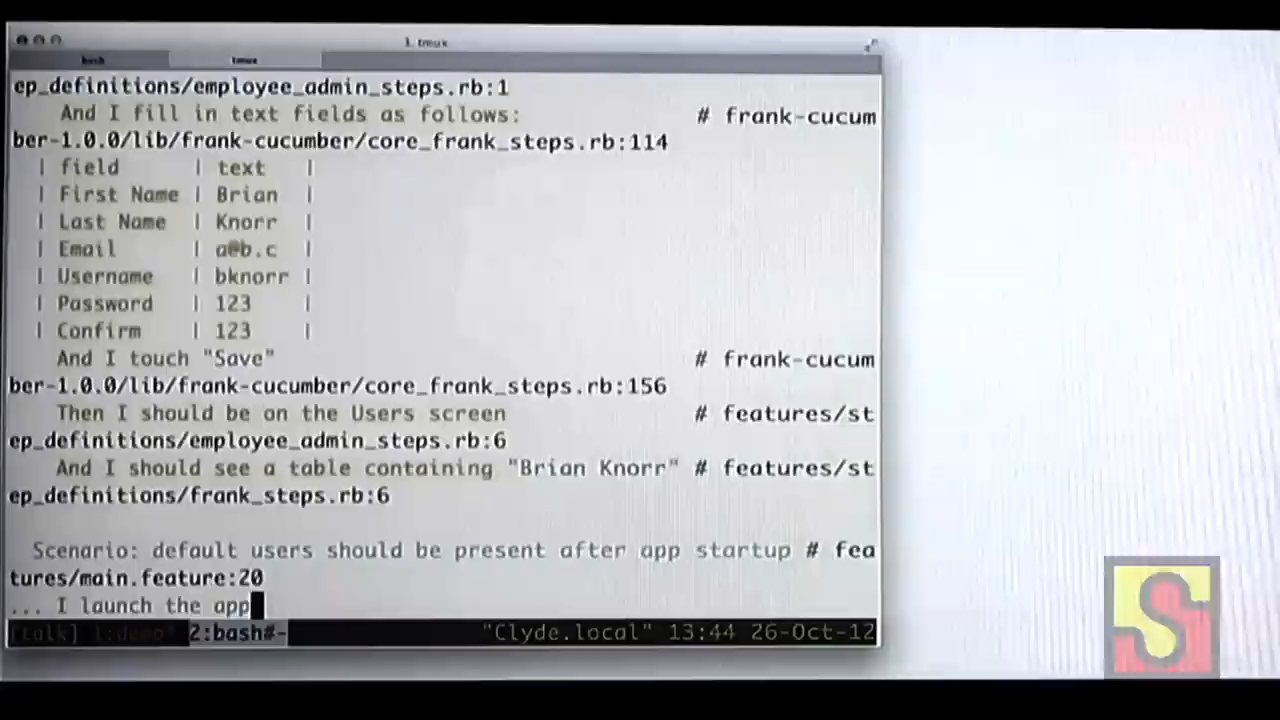 1. tmux
bash tmux
ep_definitions/employee_admin_steps.rb:1
And I fill in text fields as follows: # frank-cucum
ber-1.0.0/lib/frank-cucumber/core_frank_steps.rb:114
| field | text |
| First Name | Brian |
| Last Name | Knorr |
| Email | a@b.c |
| Username | bknorr |
| Password | 123 |
| Confirm | 123 |
And I touch "Save" # frank-cucum
ber-1.0.0/lib/frank-cucumber/core_frank_steps.rb:156
Then I should be on the Users screen # features/st
ep_definitions/employee_admin_steps.rb:6
And I should see a table containing "Brian Knorr" # features/st
ep_definitions/frank_steps.rb:6
Scenario: default users should be present after app startup # fea
tures/main.feature:20
... I launch the app
[talk] 1:demo* 2:bash#- "Clyde.local" 13:44 26-Oct-12
S